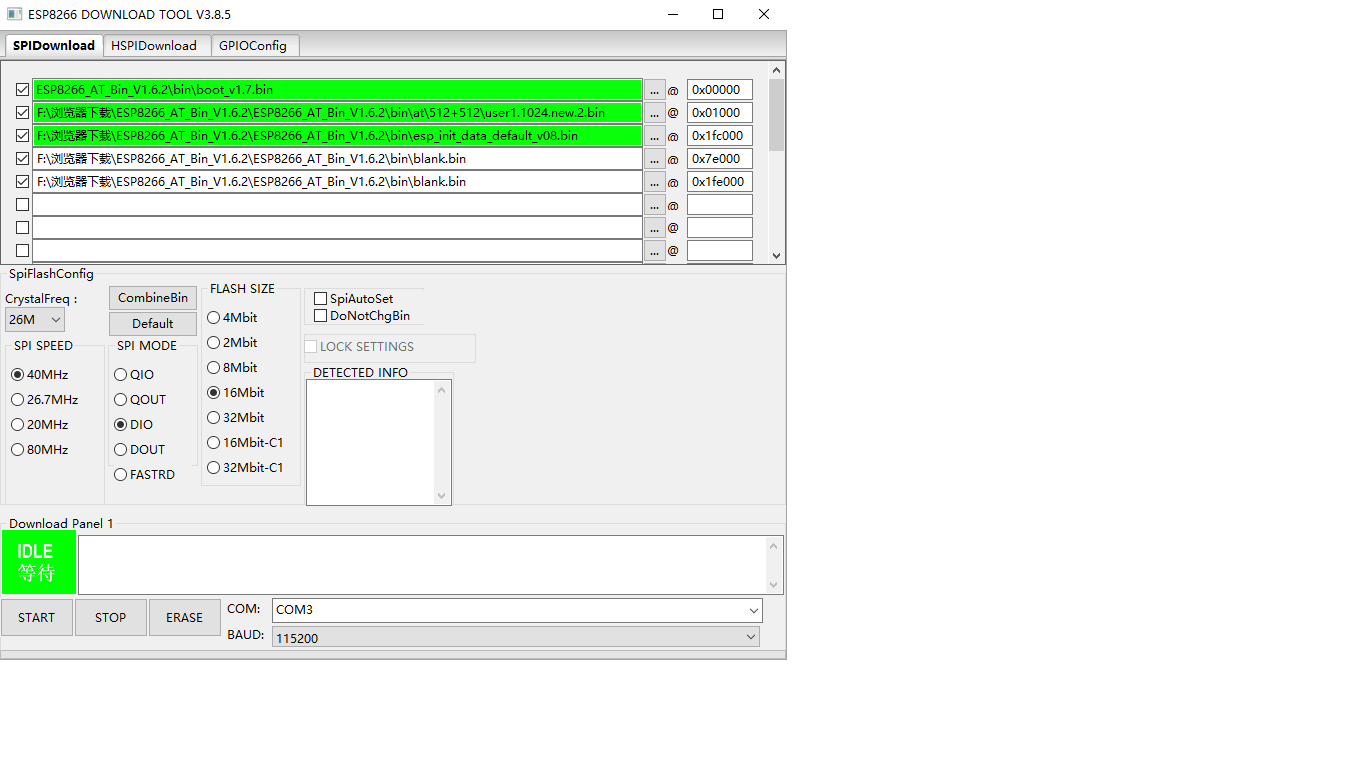 ESP8266 DOWNLOAD TOOL V3.8.5
SPIDownload HSPIDownload GPIOConfig
ESP8266_AT_Bin_V1.6.2\bin\boot_v1.7.bin ... @ 0x00000
F:\浏览器下载\ESP8266_AT_Bin_V1.6.2\ESP8266_AT_Bin_V1.6.2\bin\at\512+512\user1.1024.new.2.bin ... @ 0x01000
F:\浏览器下载\ESP8266_AT_Bin_V1.6.2\ESP8266_AT_Bin_V1.6.2\bin\esp_init_data_default_v08.bin ... @ 0x1fc000
F:\浏览器下载\ESP8266_AT_Bin_V1.6.2\ESP8266_AT_Bin_V1.6.2\bin\blank.bin ... @ 0x7e000
F:\浏览器下载\ESP8266_AT_Bin_V1.6.2\ESP8266_AT_Bin_V1.6.2\bin\blank.bin ... @ 0x1fe000
... @
... @
... @
SpiFlashConfig
CrystalFreq :
26M
CombineBin
Default
SPI SPEED
40MHz
26.7MHz
20MHz
80MHz
SPI MODE
QIO
QOUT
DIO
DOUT
FASTRD
FLASH SIZE
4Mbit
2Mbit
8Mbit
16Mbit
32Mbit
16Mbit-C1
32Mbit-C1
SpiAutoSet
DoNotChgBin
LOCK SETTINGS
DETECTED INFO
Download Panel 1
IDLE
等待
START STOP ERASE
COM: COM3
BAUD: 115200